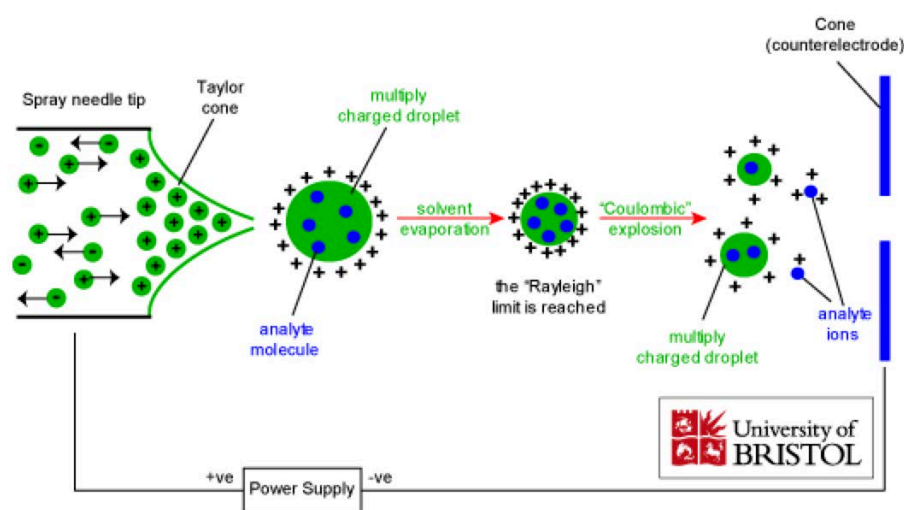 Cone
(counterelectrode)
Spray needle tip
Taylor
cone
multiply
charged droplet
solvent
evaporation
"Coulombic"
explosion
the "Rayleigh"
limit is reached
analyte
molecule
multiply
charged droplet
analyte
ions
University of
BRISTOL
+ve
Power Supply
-ve